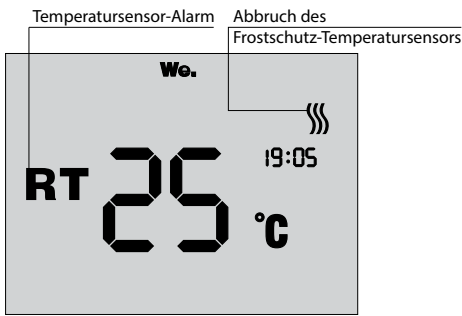 Temperatursensor-Alarm
Abbruch des
Frostschutz-Temperatursensors
We.
19:05
RT 25 °C